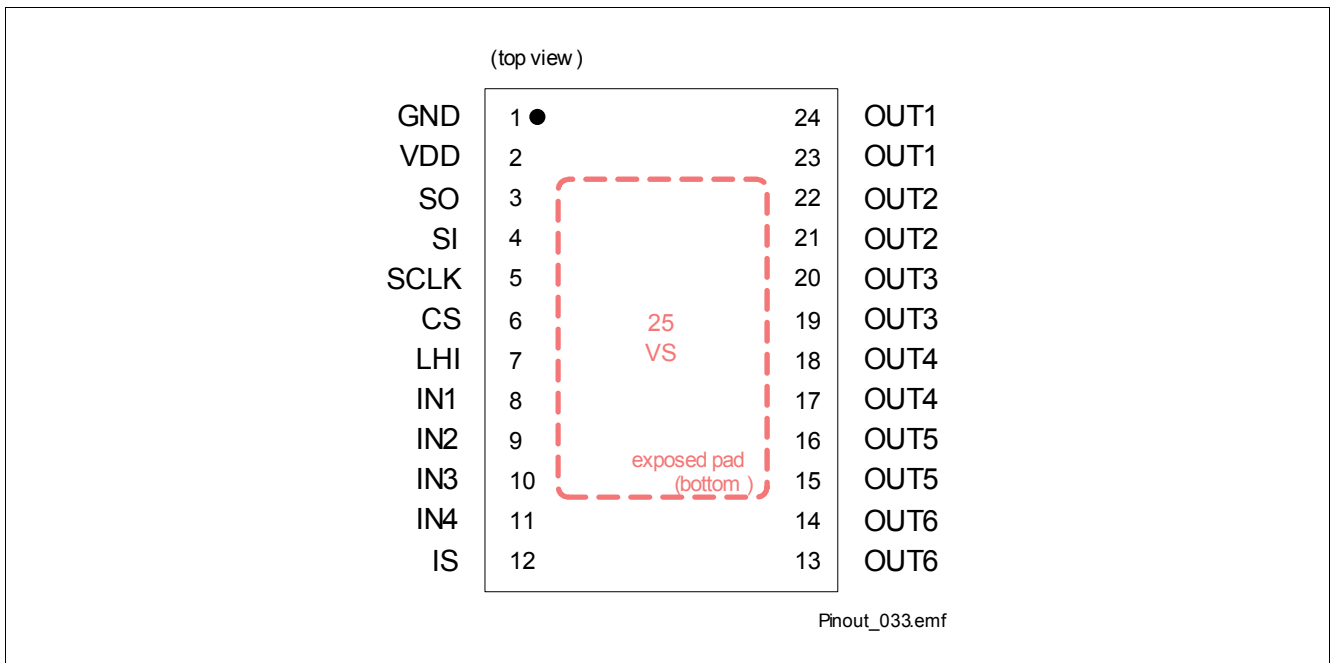 (top view )
GND 1 24 OUT1
VDD 2 23 OUT1
SO 3 22 OUT2
SI 4 21 OUT2
SCLK 5 20 OUT3
CS 6 25 19 OUT3
LHI 7 VS 18 OUT4
IN1 8 17 OUT4
IN2 9 16 OUT5
exposed pad
IN3 10 (bottom ) 15 OUT5
IN4 11 14 OUT6
IS 12 13 OUT6
Pinout_033.emf